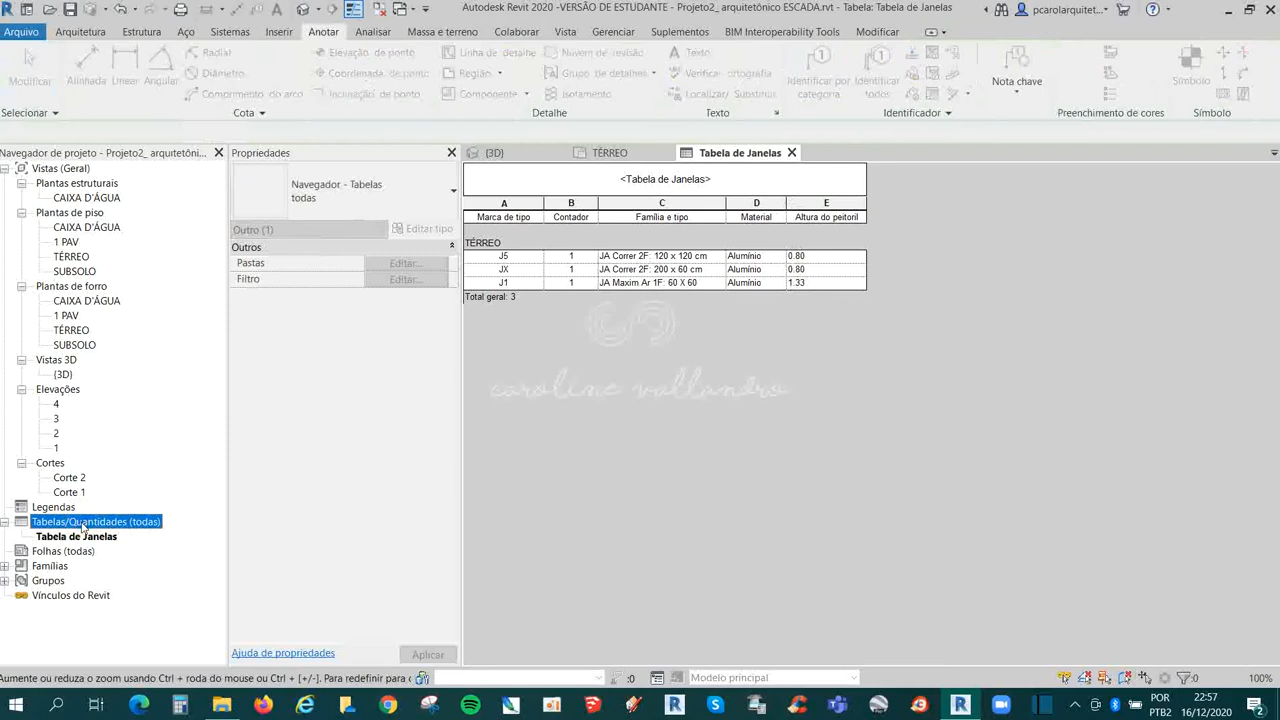 Autodesk Revit 2020 -VERSÃO DE ESTUDANTE - Projeto2_ arquitetônico ESCADA.rvt - Tabela: Tabela de Janelas
pcarolarquitet...
Arquivo Arquitetura Estrutura Aço Sistemas Inserir Anotar Analisar Massa e terreno Colaborar Vista Gerenciar Suplementos BIM Interoperability Tools Modificar
Modificar
Alinhada Linear Angular
Radial
Diâmetro
Comprimento do arco
Elevação de ponto
Coordenada de ponto
Inclinação de ponto
Linha de detalhe
Região
Componente
Nuvem de revisão
Grupo de detalhes
Isolamento
Texto
Verificar ortografia
Localizar/ Substituir
Identificar por categoria
Identificar todos
Nota chave
Símbolo
Selecionar Cota Detalhe Texto Identificador Preenchimento de cores Símbolo
Navegador de projeto - Projeto2_ arquitetôni...
Vistas (Geral)
Plantas estruturais
CAIXA D'ÁGUA
Plantas de piso
CAIXA D'ÁGUA
1 PAV
TÉRREO
SUBSOLO
Plantas de forro
CAIXA D'ÁGUA
1 PAV
TÉRREO
SUBSOLO
Vistas 3D
{3D}
Elevações
4
3
2
1
Cortes
Corte 2
Corte 1
Legendas
Tabelas/Quantidades (todas)
Tabela de Janelas
Folhas (todas)
Famílias
Grupos
Vínculos do Revit
Propriedades
Navegador - Tabelas
todas
Outro (1) Editar tipo
Outros
Pastas Editar...
Filtro Editar...
Ajuda de propriedades Aplicar
{3D} TÉRREO Tabela de Janelas
<Tabela de Janelas>
A B C D E
Marca de tipo Contador Família e tipo Material Altura do peitoril
TÉRREO
J5 1 JA Correr 2F: 120 x 120 cm Alumínio 0.80
JX 1 JA Correr 2F: 200 x 60 cm Alumínio 0.80
J1 1 JA Maxim Ar 1F: 60 X 60 Alumínio 1.33
Total geral: 3
caroline vallandro
Aumente ou reduza o zoom usando Ctrl + roda do mouse ou Ctrl + [+/-]. Para redefinir para c
:0 Modelo principal :0 100%
POR
PTB2
22:57
16/12/2020
2